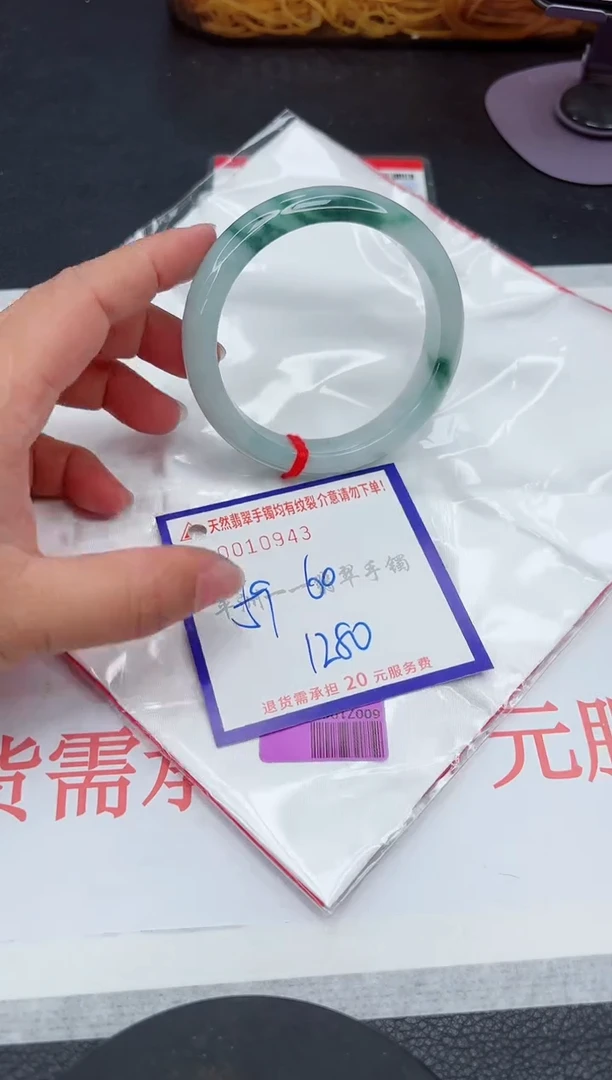 天然翡翠手镯均有纹裂介意请勿下单!
0010943
翠手镯
59 60
1280
退货需承担 20 元服务费
货需承
元服